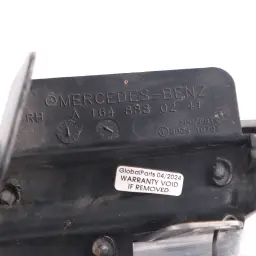 MERCEDES-BENZ
RH A 164 883 02 41
GlobalParts 04/2024
WARRANTY VOID
IF REMOVED